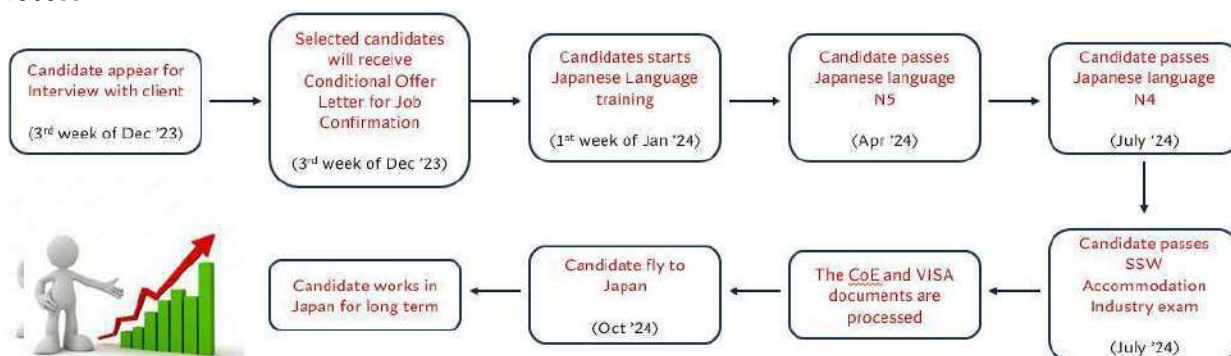 Candidate appear for
Interview with client
(3rd week of Dec '23)
Selected candidates
will receive
Conditional Offer
Letter for Job
Confirmation
(3rd week of Dec '23)
Candidates starts
Japanese Language
training
(1st week of Jan '24)
Candidate passes
Japanese language
N5
(Apr '24)
Candidate passes
Japanese language
N4
(July '24)
Candidate passes
SSW
Accommodation
Industry exam
(July '24)
The CoE and VISA
documents are
processed
Candidate fly to
Japan
(Oct '24)
Candidate works in
Japan for long term